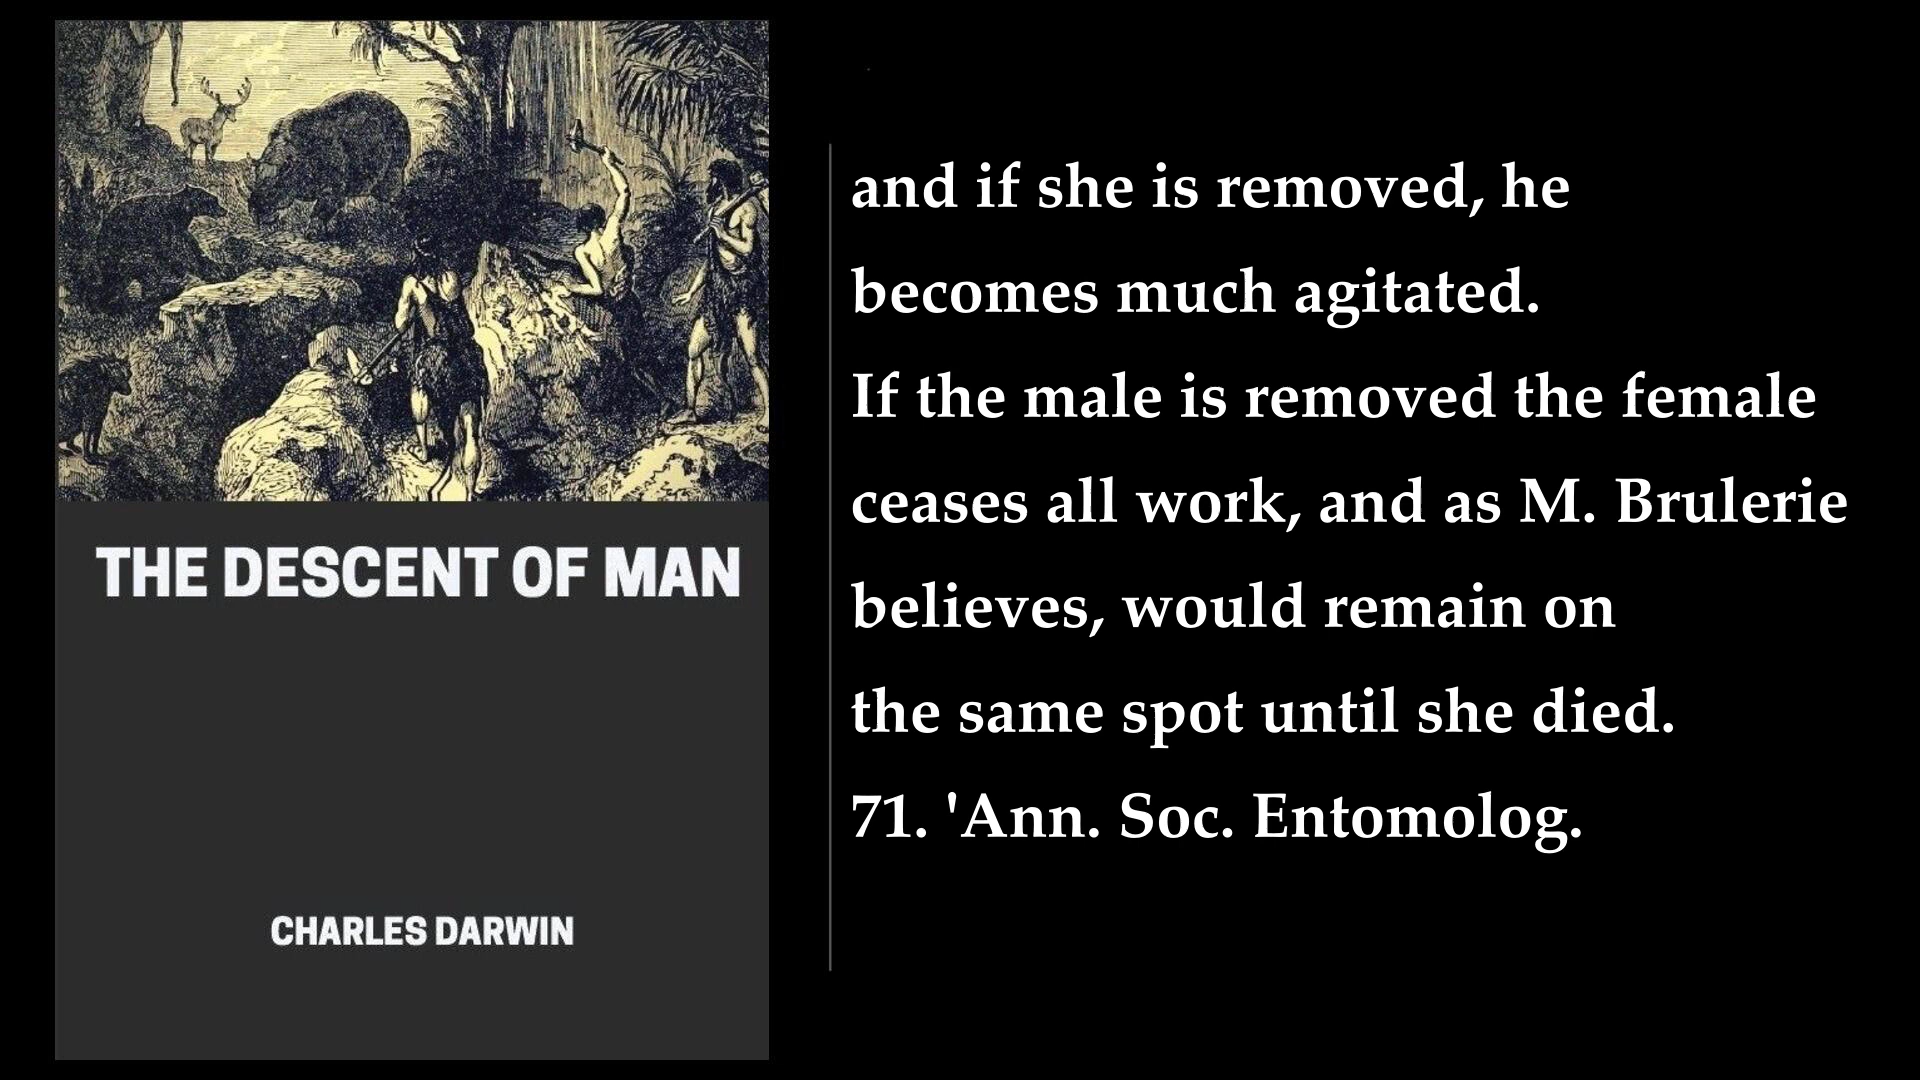 THE DESCENT OF MAN
CHARLES DARWIN
and if she is removed, he
becomes much agitated.
If the male is removed the female
ceases all work, and as M. Brulerie
believes, would remain on
the same spot until she died.
71. 'Ann. Soc. Entomolog.